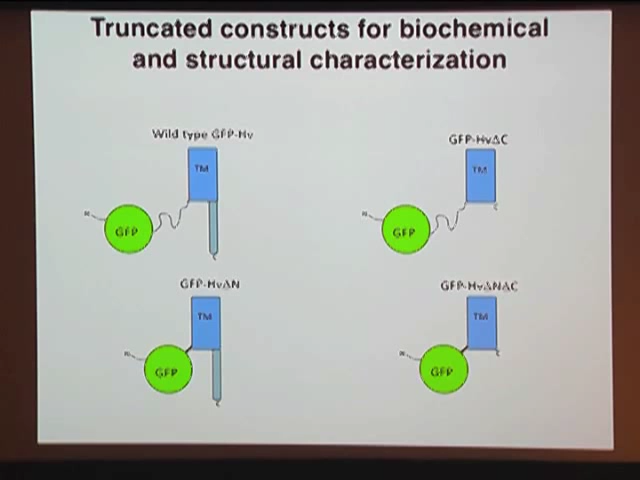 Truncated constructs for biochemical
and structural characterization
Wild type GFP-Hv
TM
GFP
N
C
GFP-HvΔC
TM
GFP
N
C
GFP-HvΔN
TM
GFP
N
C
GFP-HvΔNΔC
TM
GFP
N
C